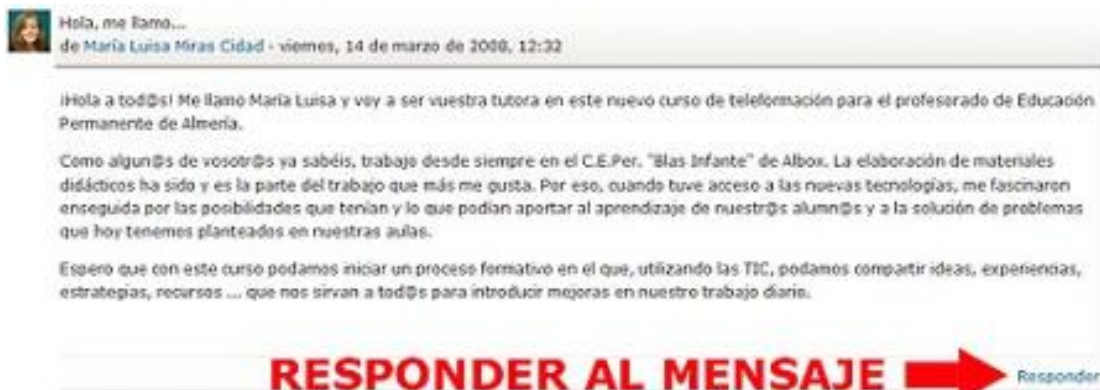 Hola, me llamo...
de María Luisa Miras Cidad - viernes, 14 de marzo de 2008, 12:32
¡Hola a tod@s! Me llamo María Luisa y voy a ser vuestra tutora en este nuevo curso de teleformación para el profesorado de Educación
Permanente de Almería.
Como algun@s de vosotr@s ya sabéis, trabajo desde siempre en el C.E.Per. "Blas Infante" de Albox. La elaboración de materiales
didácticos ha sido y es la parte del trabajo que más me gusta. Por eso, cuando tuve acceso a las nuevas tecnologías, me fascinaron
enseguida por las posibilidades que tenían y lo que podían aportar al aprendizaje de nuestr@s alumn@s y a la solución de problemas
que hoy tenemos planteados en nuestras aulas.
Espero que con este curso podamos iniciar un proceso formativo en el que, utilizando las TIC, podamos compartir ideas, experiencias,
estrategias, recursos ... que nos sirvan a tod@s para introducir mejoras en nuestro trabajo diario.
RESPONDER AL MENSAJE
Responder